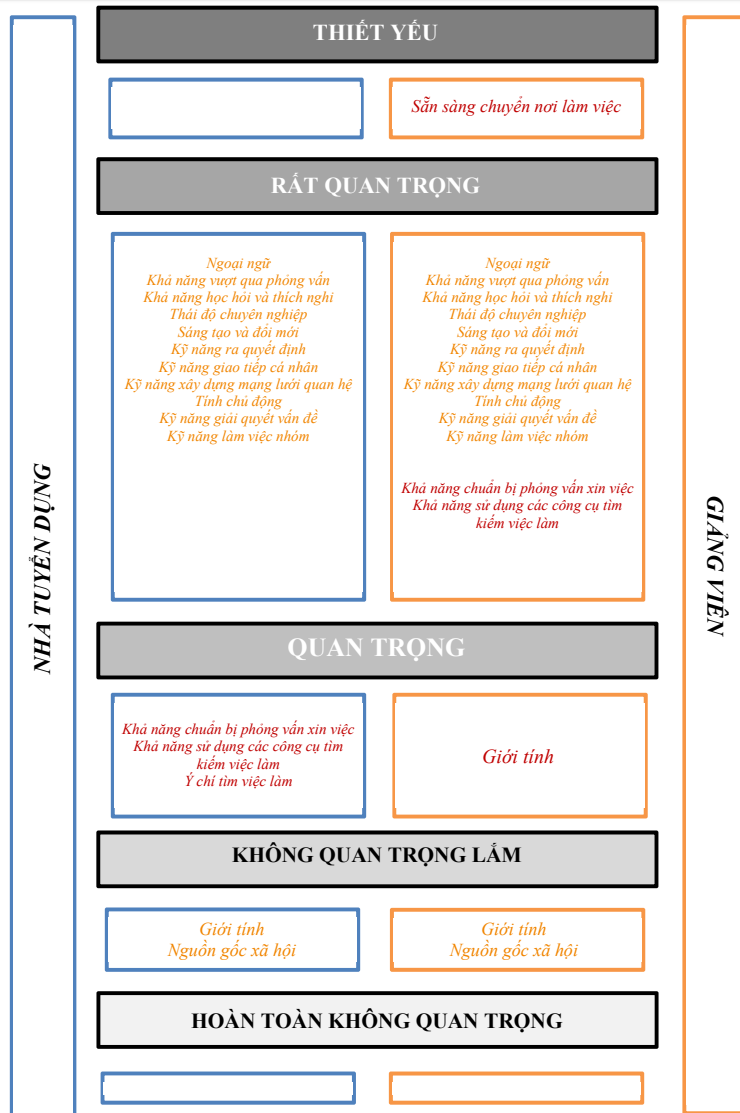 THIẾT YẾU
Sẵn sàng chuyển nơi làm việc
RẤT QUAN TRỌNG
Ngoại ngữ
Khả năng vượt qua phỏng vấn
Khả năng học hỏi và thích nghi
Thái độ chuyên nghiệp
Sáng tạo và đổi mới
Kỹ năng ra quyết định
Kỹ năng giao tiếp cá nhân
Kỹ năng xây dựng mạng lưới quan hệ
Tính chủ động
Kỹ năng giải quyết vấn đề
Kỹ năng làm việc nhóm
Ngoại ngữ
Khả năng vượt qua phỏng vấn
Khả năng học hỏi và thích nghi
Thái độ chuyên nghiệp
Sáng tạo và đổi mới
Kỹ năng ra quyết định
Kỹ năng giao tiếp cá nhân
Kỹ năng xây dựng mạng lưới quan hệ
Tính chủ động
Kỹ năng giải quyết vấn đề
Kỹ năng làm việc nhóm
Khả năng chuẩn bị phỏng vấn xin việc
Khả năng sử dụng các công cụ tìm
kiếm việc làm
NHÀ TUYỂN DỤNG
GIẢNG VIÊN
QUAN TRỌNG
Khả năng chuẩn bị phỏng vấn xin việc
Khả năng sử dụng các công cụ tìm
kiếm việc làm
Ý chí tìm việc làm
Giới tính
KHÔNG QUAN TRỌNG LẮM
Giới tính
Nguồn gốc xã hội
Giới tính
Nguồn gốc xã hội
HOÀN TOÀN KHÔNG QUAN TRỌNG